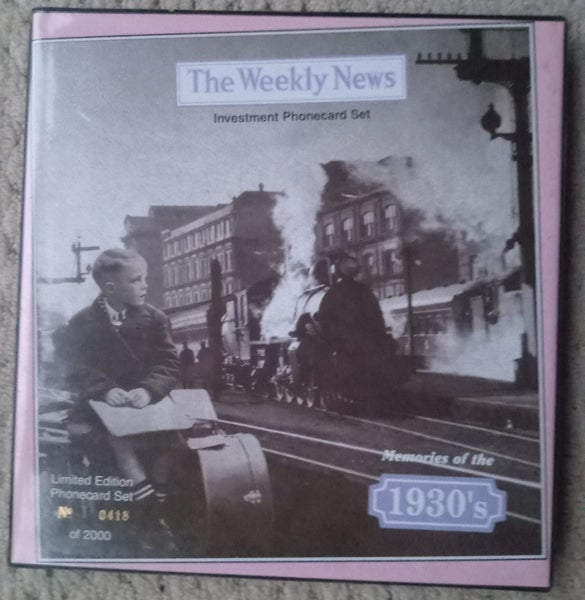 The Weekly News
Investment Phonecard Set
Memories of the
1930's
Limited Edition
Phonecard Set
Nº 0418
of 2000